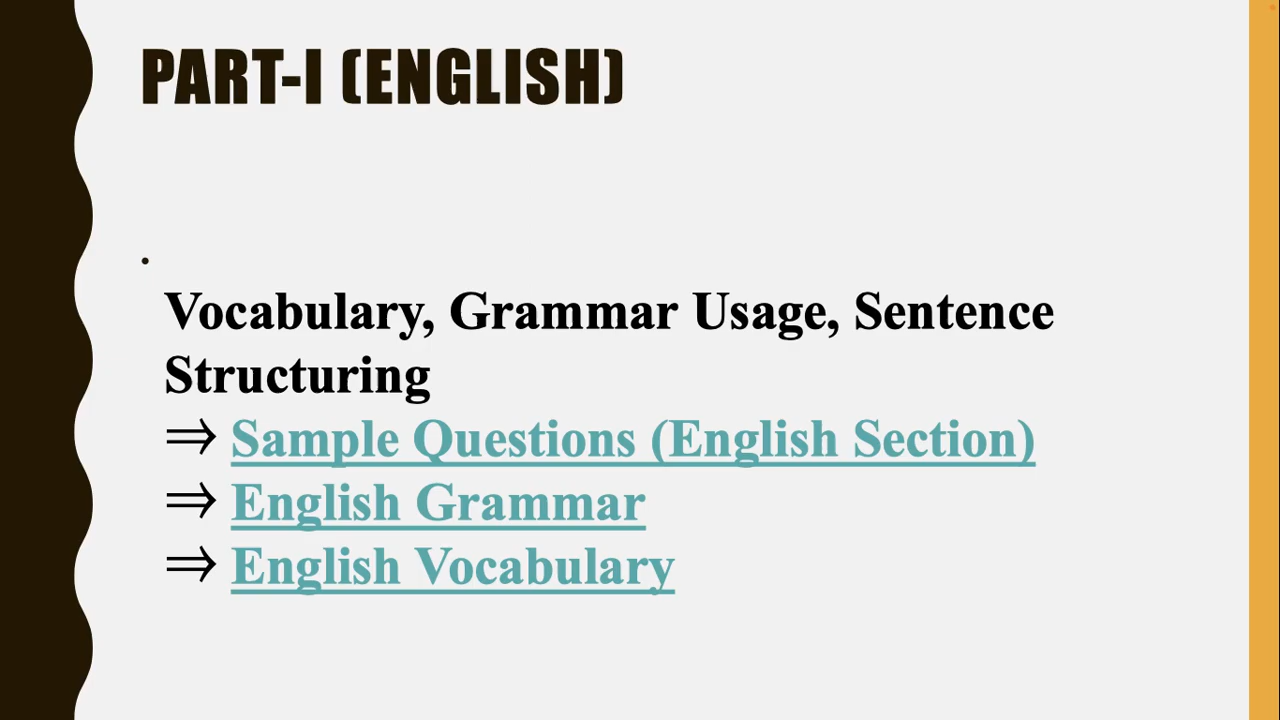 PART-I (ENGLISH)
•
Vocabulary, Grammar Usage, Sentence
Structuring
⇒ Sample Questions (English Section)
⇒ English Grammar
⇒ English Vocabulary